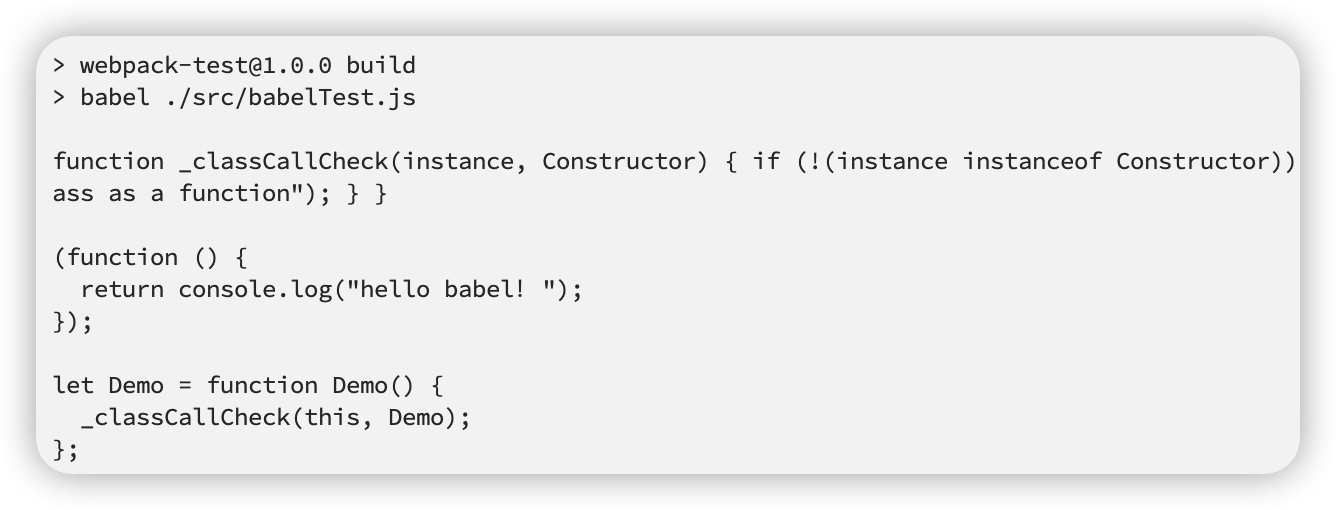 > webpack-test@1.0.0 build
> babel ./src/babelTest.js
function _classCallCheck(instance, Constructor) { if (!(instance instanceof Constructor))
ass as a function"); } }
(function () {
  return console.log("hello babel! ");
});
let Demo = function Demo() {
  _classCallCheck(this, Demo);
};